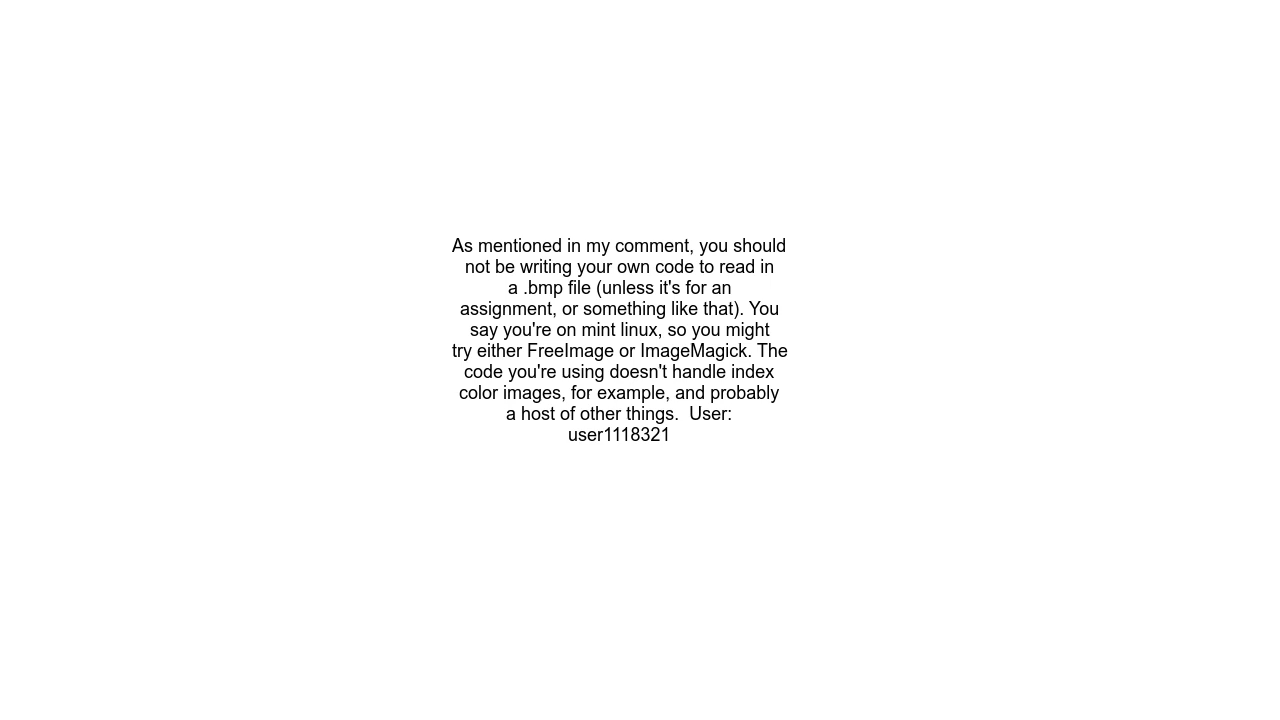 As mentioned in my comment, you should
not be writing your own code to read in
a .bmp file (unless it's for an
assignment, or something like that). You
say you're on mint linux, so you might
try either FreeImage or ImageMagick. The
code you're using doesn't handle index
color images, for example, and probably
a host of other things.  User:
user1118321